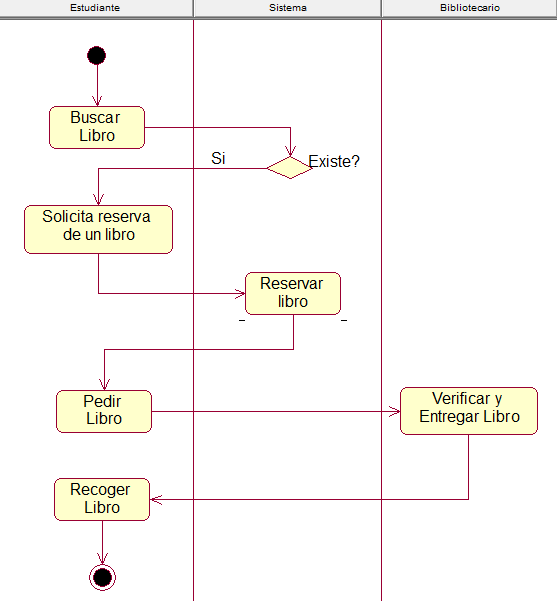 Estudiante
Sistema
Bibliotecario
Buscar
Libro
Si
Existe?
Solicita reserva
de un libro
Reservar
libro
Pedir
Libro
Verificar y
Entregar Libro
Recoger
Libro